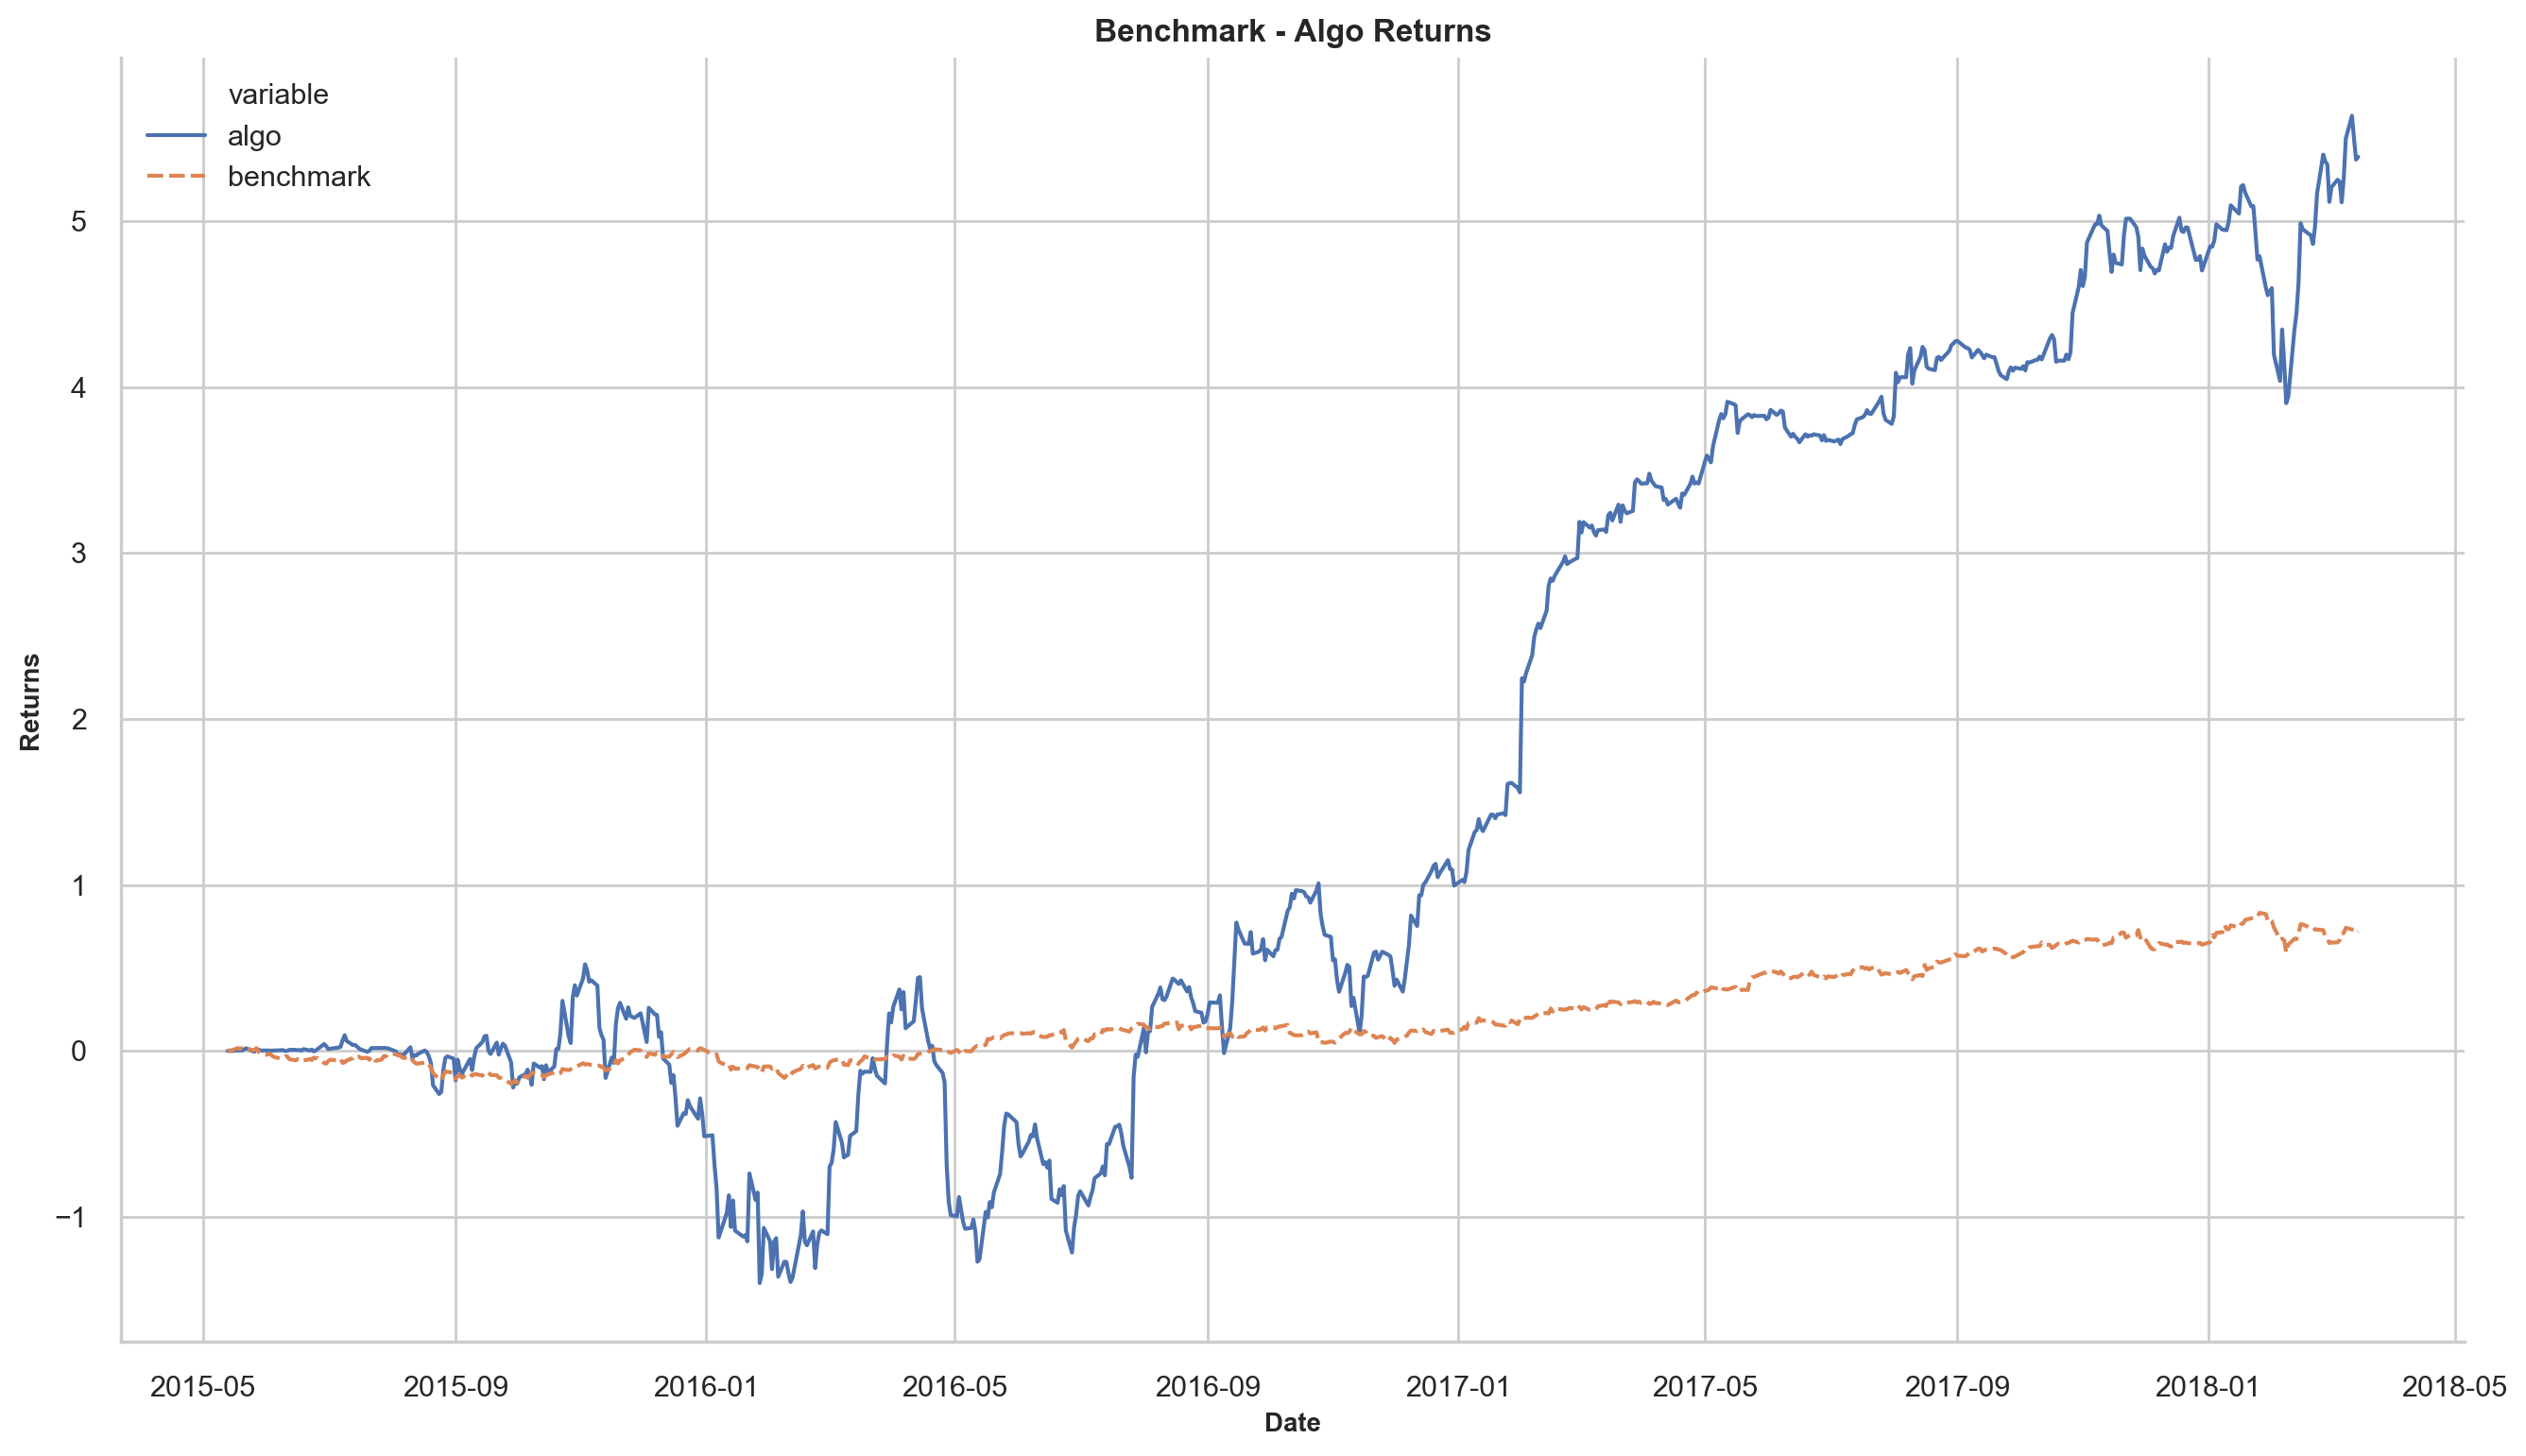 Benchmark - Algo Returns
variable
algo
benchmark
5
4
3
2
1
0
−1
Returns
2015-05 2015-09 2016-01 2016-05 2016-09 2017-01 2017-05 2017-09 2018-01 2018-05
Date